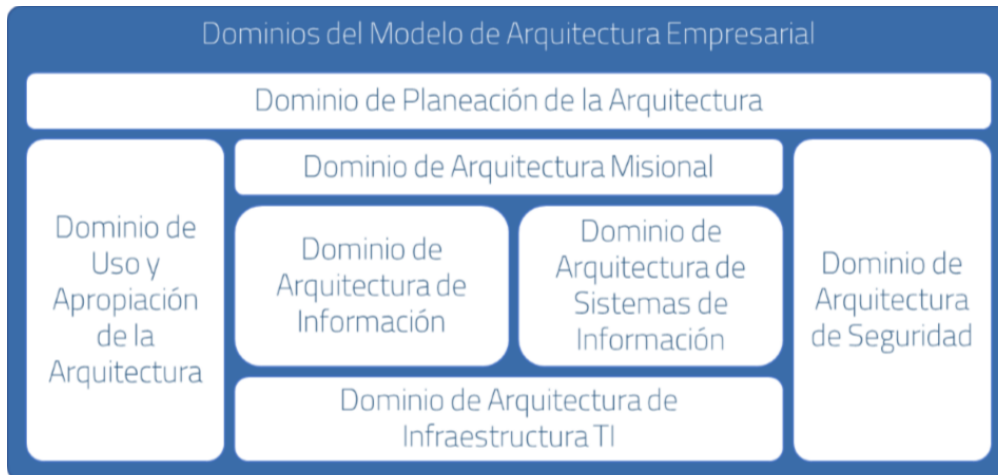 Dominios del Modelo de Arquitectura Empresarial
Dominio de Planeación de la Arquitectura
Dominio de
Uso y
Apropiación
de la
Arquitectura
Dominio de Arquitectura Misional
Dominio de
Arquitectura de
Información
Dominio de
Arquitectura de
Sistemas de
Información
Dominio de Arquitectura de
Infraestructura TI
Dominio de
Arquitectura
de Seguridad